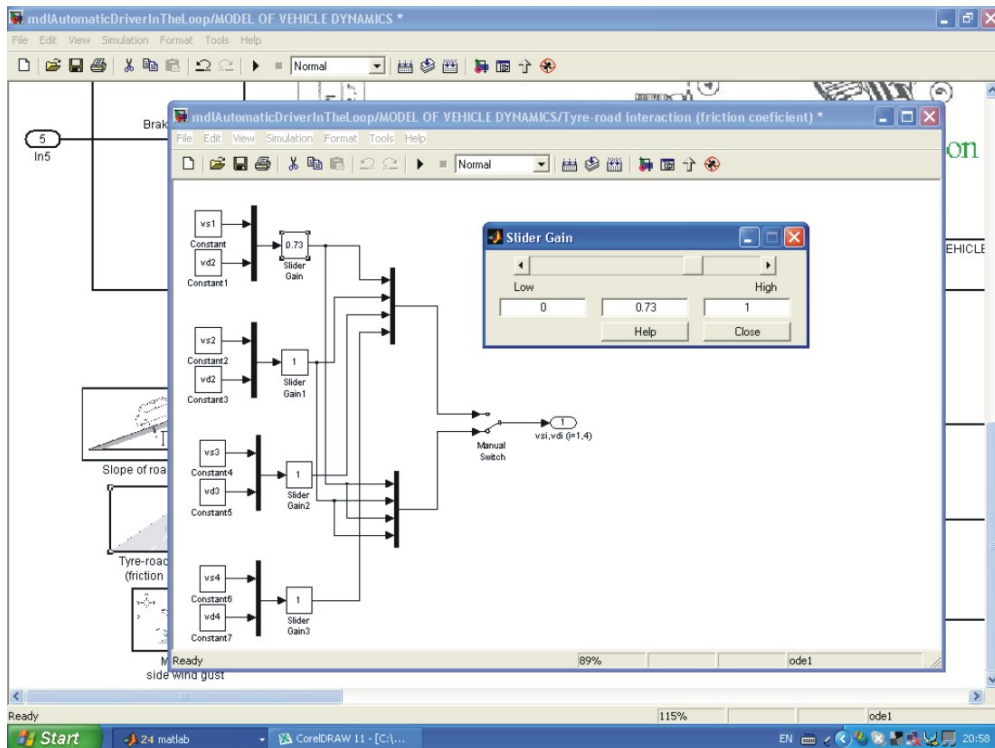 mdlAutomaticDriverInTheLoop/MODEL OF VEHICLE DYNAMICS *
File Edit View Simulation Format Tools Help
Normal
Brak
5
In5
on
EHICLE
Slope of roa
Tyre-road
(friction
M
side wind gust
mdlAutomaticDriverInTheLoop/MODEL OF VEHICLE DYNAMICS/Tyre-road interaction (friction coeficient) *
File Edit View Simulation Format Tools Help
Normal
vs1
Constant
vd2
Constant1
0.73
Slider
Gain
vs2
Constant2
vd2
Constant3
1
Slider
Gain1
vs3
Constant4
vd3
Constant5
1
Slider
Gain2
vs4
Constant6
vd4
Constant7
1
Slider
Gain3
Manual
Switch
1
vsi,vdi (i=1,4)
Slider Gain
Low High
0 0.73 1
Help Close
Ready 89% ode1
Ready 115% ode1
Start 24 matlab CorelDRAW 11 - [C:\... EN 20:58